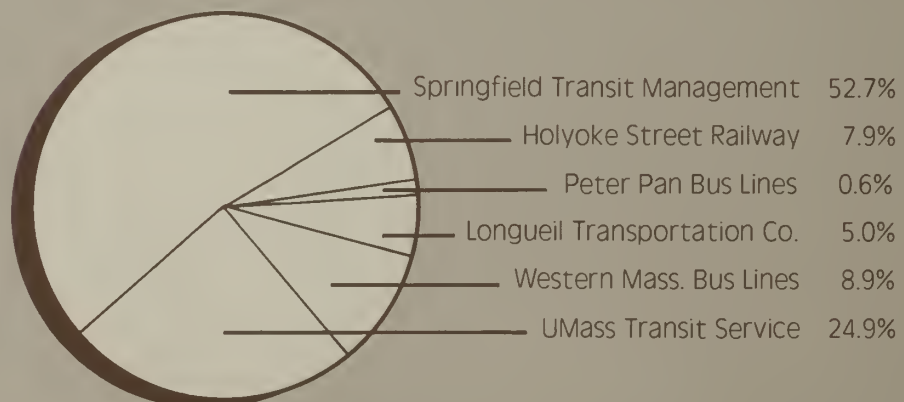 Springfield Transit Management 52.7%
Holyoke Street Railway 7.9%
Peter Pan Bus Lines 0.6%
Longueil Transportation Co. 5.0%
Western Mass. Bus Lines 8.9%
UMass Transit Service 24.9%